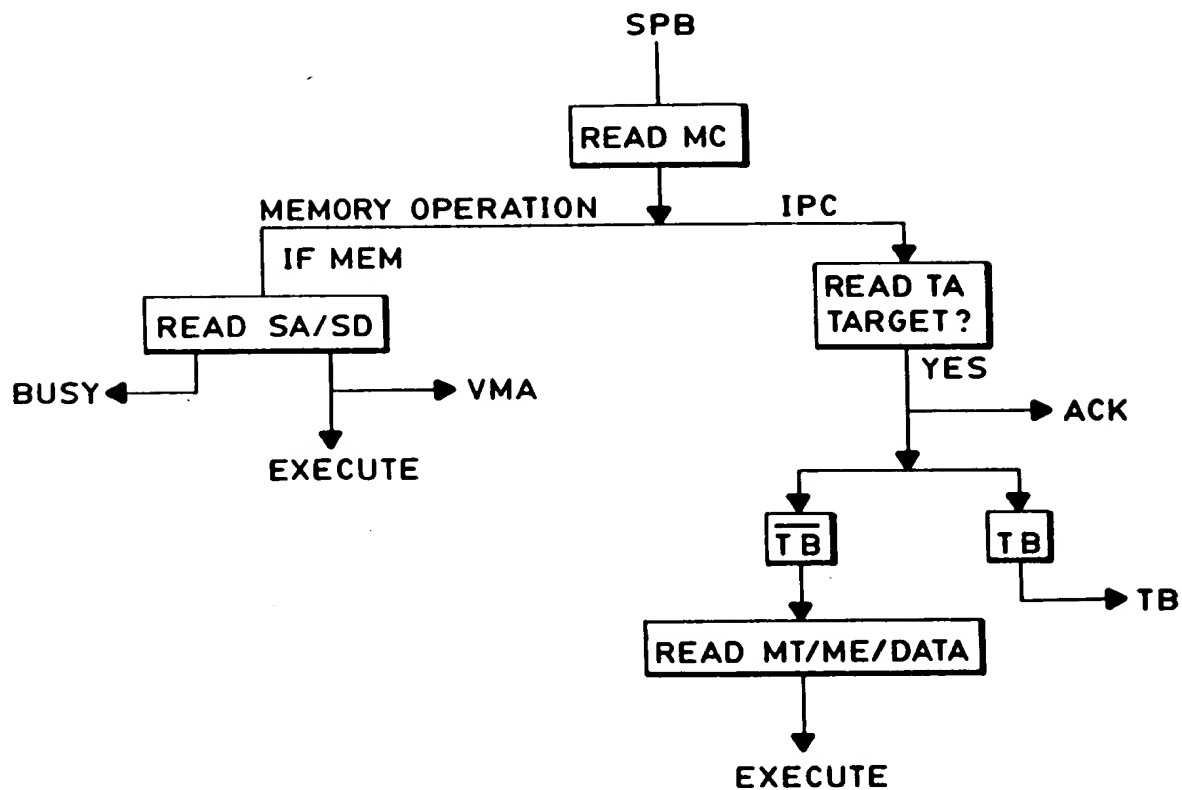 SPB
READ MC
MEMORY OPERATION
IPC
IF MEM
READ TA
TARGET?
READ SA/SD
YES
BUSY
VMA
ACK
EXECUTE
T̅B̅
TB
TB
READ MT/ME/DATA
EXECUTE